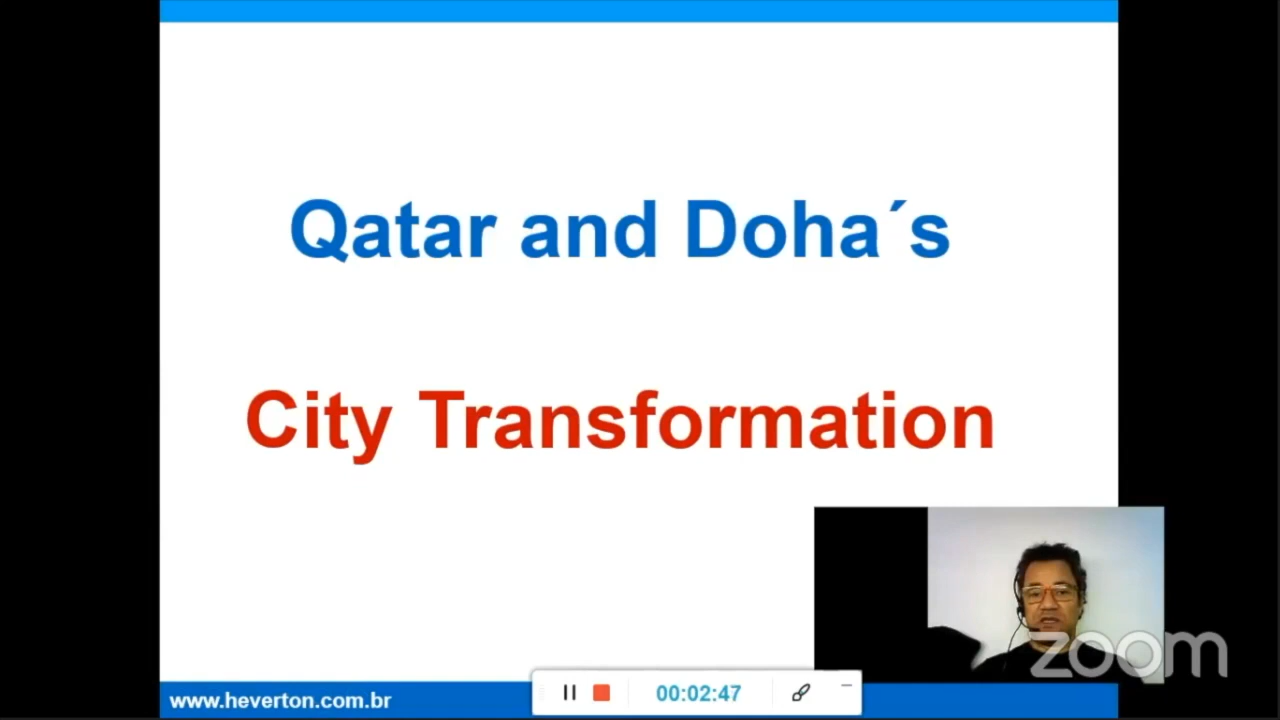 Qatar and Doha´s
City Transformation
zoom
www.heverton.com.br
00:02:47